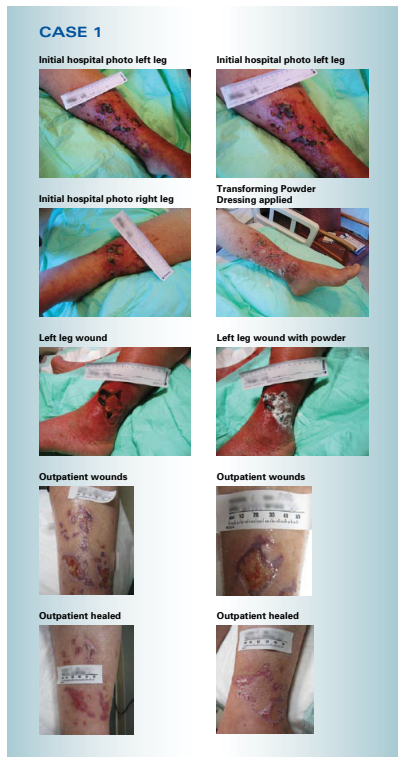 CASE 1
Initial hospital photo left leg
Initial hospital photo left leg
Initial hospital photo right leg
Transforming Powder
Dressing applied
Left leg wound
Left leg wound with powder
Outpatient wounds
Outpatient wounds
Outpatient healed
Outpatient healed